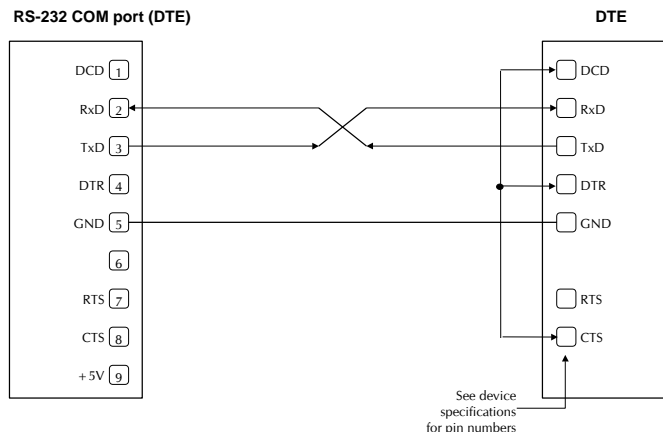 RS-232 COM port (DTE)
DTE
DCD 1
RxD 2
TxD 3
DTR 4
GND 5
6
RTS 7
CTS 8
+5V 9
DCD
RxD
TxD
DTR
GND
RTS
CTS
See device
specifications
for pin numbers